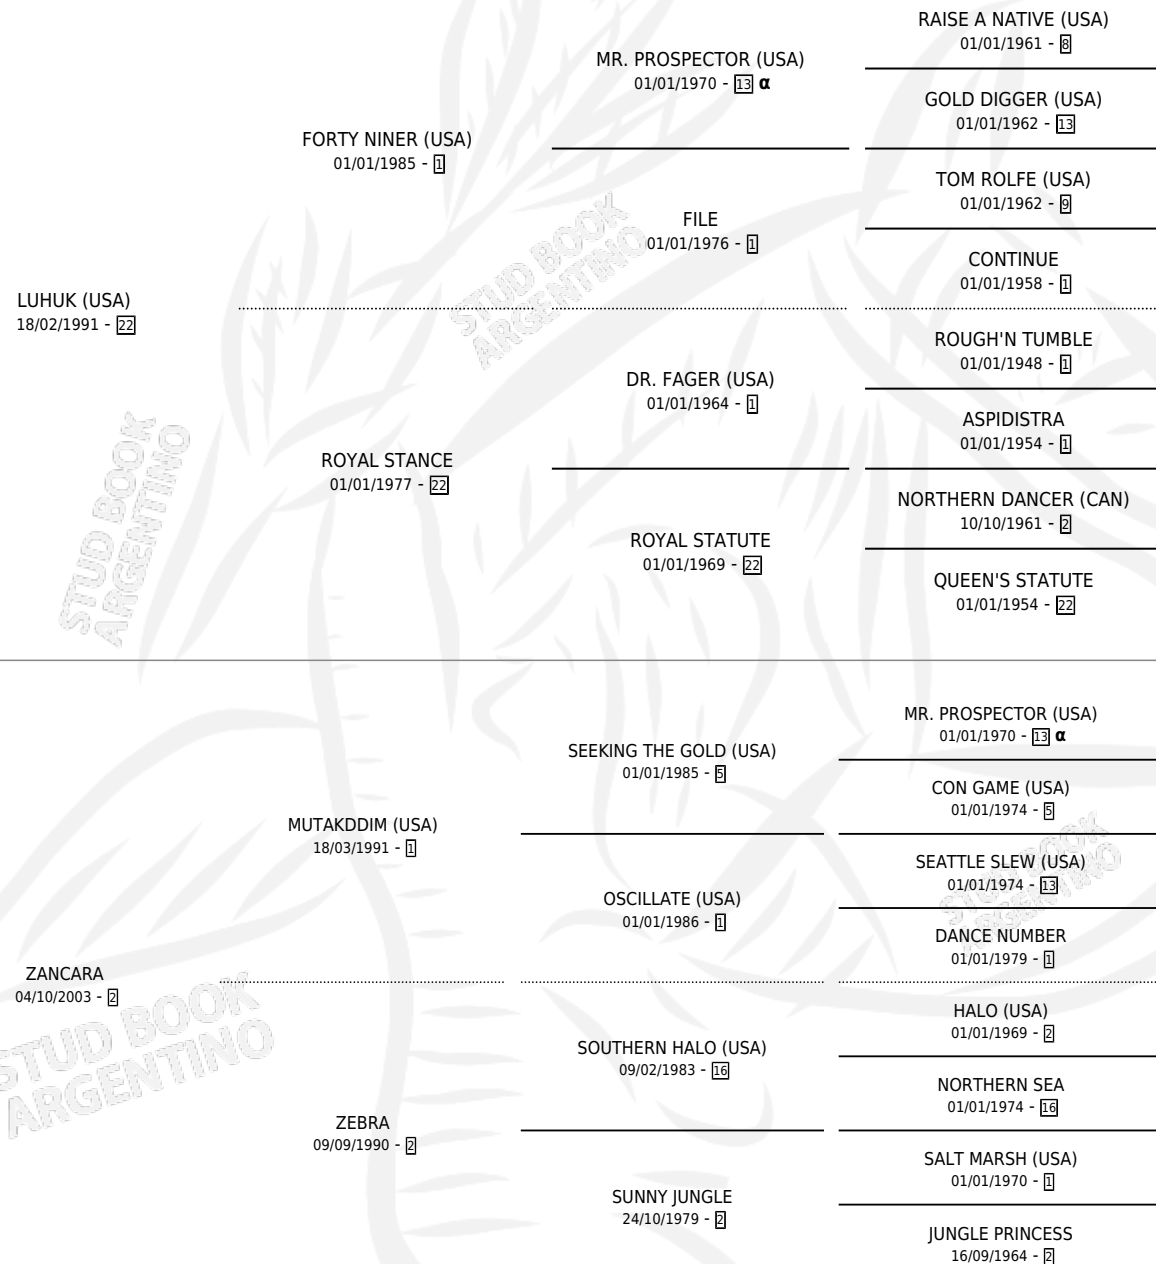 RAISE A NATIVE (USA)
01/01/1961 - 8
MR. PROSPECTOR (USA)
01/01/1970 - 13 α
GOLD DIGGER (USA)
01/01/1962 - 13
FORTY NINER (USA)
01/01/1985 - 1
TOM ROLFE (USA)
01/01/1962 - 9
FILE
01/01/1976 - 1
CONTINUE
01/01/1958 - 1
LUHUK (USA)
18/02/1991 - 22
ROUGH'N TUMBLE
01/01/1948 - 1
DR. FAGER (USA)
01/01/1964 - 1
ASPIDISTRA
01/01/1954 - 1
ROYAL STANCE
01/01/1977 - 22
NORTHERN DANCER (CAN)
10/10/1961 - 2
ROYAL STATUTE
01/01/1969 - 22
QUEEN'S STATUTE
01/01/1954 - 22
MR. PROSPECTOR (USA)
01/01/1970 - 13 α
SEEKING THE GOLD (USA)
01/01/1985 - 5
CON GAME (USA)
01/01/1974 - 5
MUTAKDDIM (USA)
18/03/1991 - 1
SEATTLE SLEW (USA)
01/01/1974 - 13
OSCILLATE (USA)
01/01/1986 - 1
DANCE NUMBER
01/01/1979 - 1
ZANCARA
04/10/2003 - 2
HALO (USA)
01/01/1969 - 2
SOUTHERN HALO (USA)
09/02/1983 - 16
NORTHERN SEA
01/01/1974 - 16
ZEBRA
09/09/1990 - 2
SALT MARSH (USA)
01/01/1970 - 1
SUNNY JUNGLE
24/10/1979 - 2
JUNGLE PRINCESS
16/09/1964 - 2
STUD BOOK
ARGENTINO
STUD BOOK
ARGENTINO
STUD BOOK
ARGENTINO
STUD BOOK
ARGENTINO